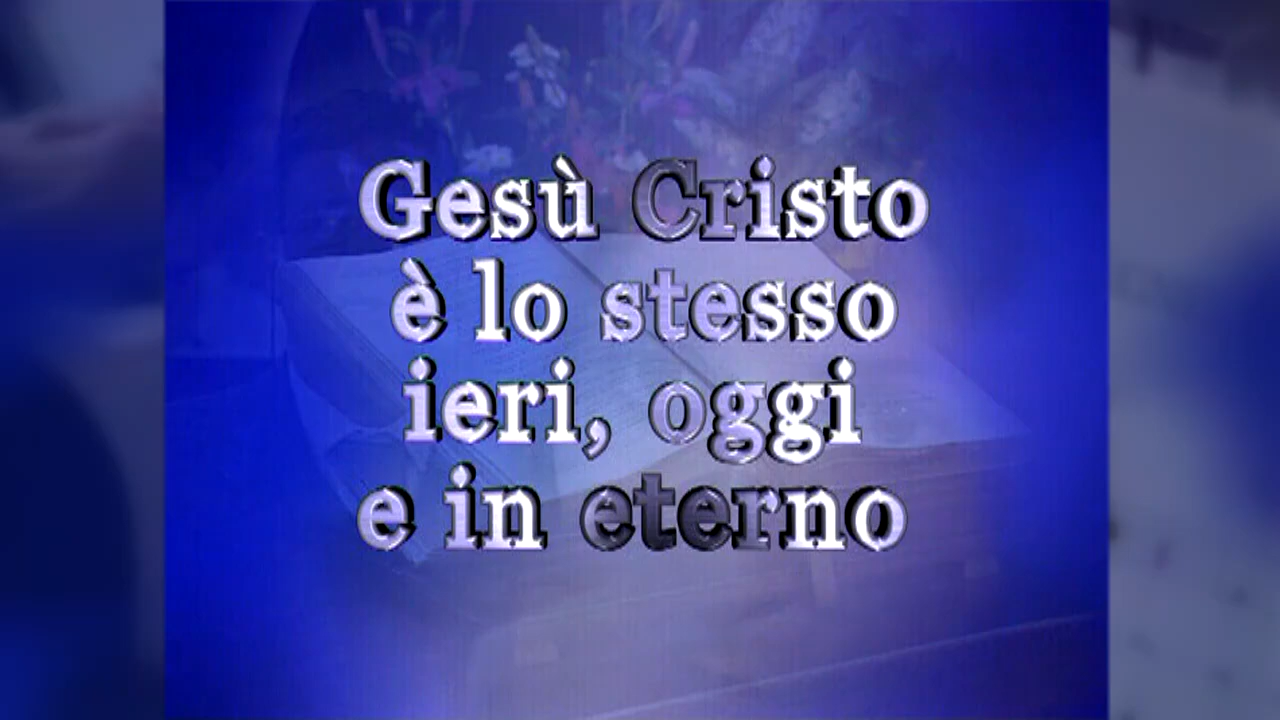 Gesù Cristo
è lo stesso
ieri, oggi
e in eterno